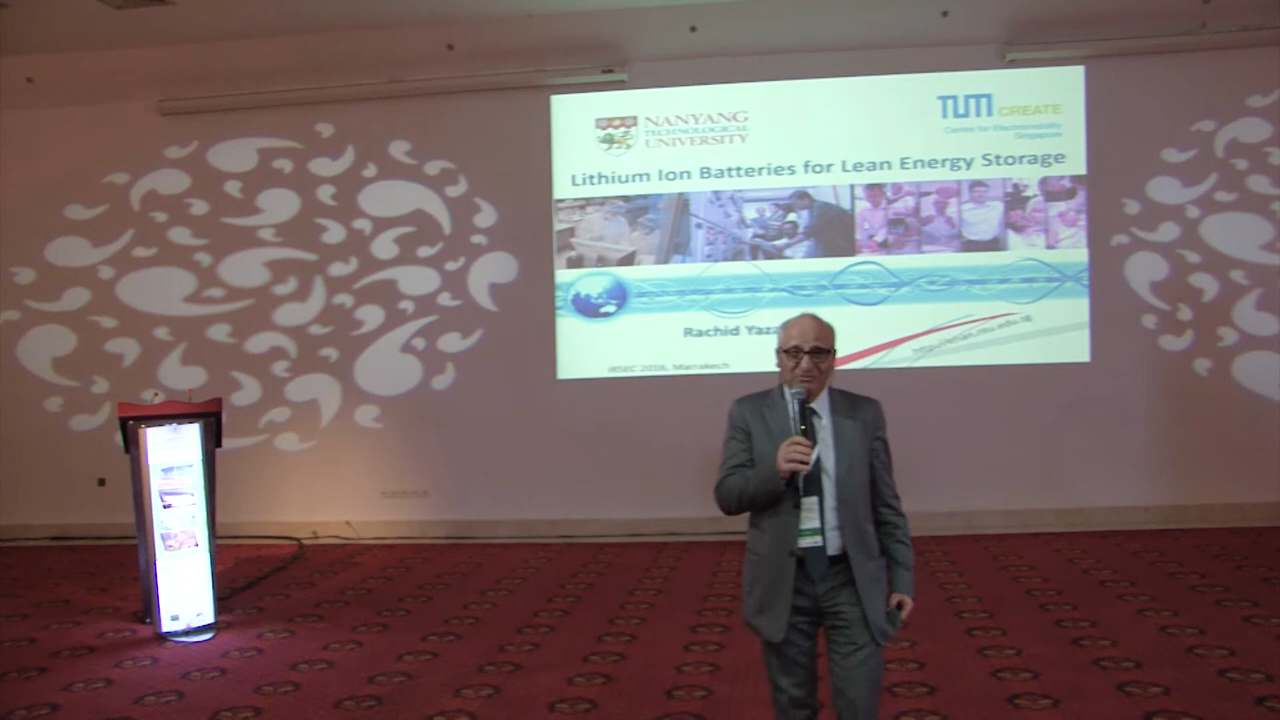 NANYANG
TECHNOLOGICAL
UNIVERSITY
TUM CREATE
Centre for Electromobility
Singapore
Lithium Ion Batteries for Lean Energy Storage
Rachid
IRSEC 2016, Marrakech